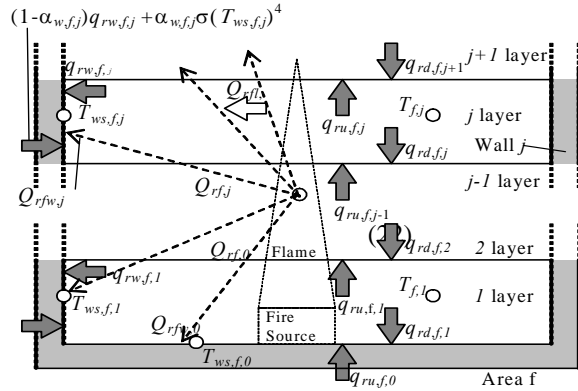 (1-α_{w,f,j})q_{rw,f,j}+α_{w,f,j}σ(T_{ws,f,j})^4
j+1 layer
q_{rd,f,j+1}
q_{rw,f,j}
Q_{rfl,}
T_{f,j}
T_{ws,f,j}
j layer
q_{ru,f,j}
q_{rd,f,j}
Wall j
Q_{rfw,j}
Q_{rf,j}
j-1 layer
q_{ru,f,j-1}
Q_{rf,0}
q_{rd,f,2}
2 layer
Flame
q_{rw,f,1}
T_{f,1}
T_{ws,f,1}
q_{ru,f,1}
1 layer
Fire
Source
Q_{rfw,0}
q_{rd,f,1}
T_{ws,f,0}
q_{ru,f,0}
Area f